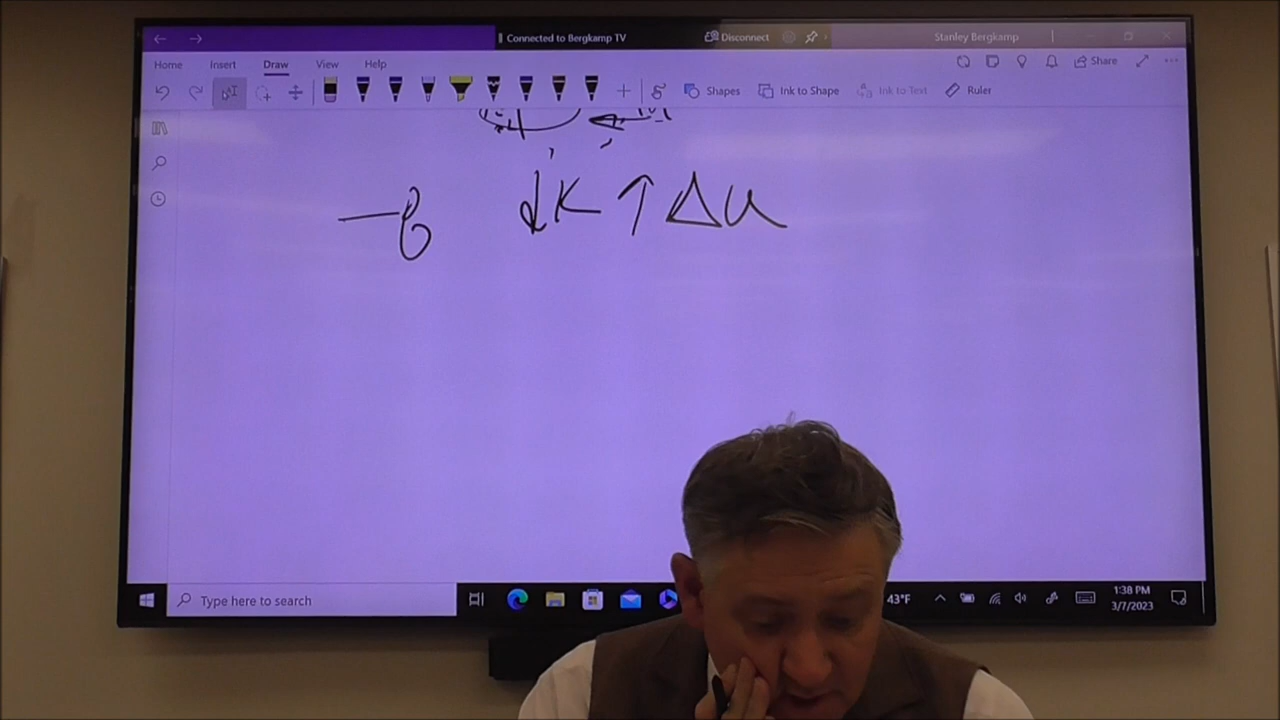 Connected to Bergkamp TV Disconnect Stanley Bergkamp
Home Insert Draw View Help Share
Shapes Ink to Shape Ink to Text Ruler
↓K ↑ Δu
Type here to search 43°F 1:38 PM
3/7/2023